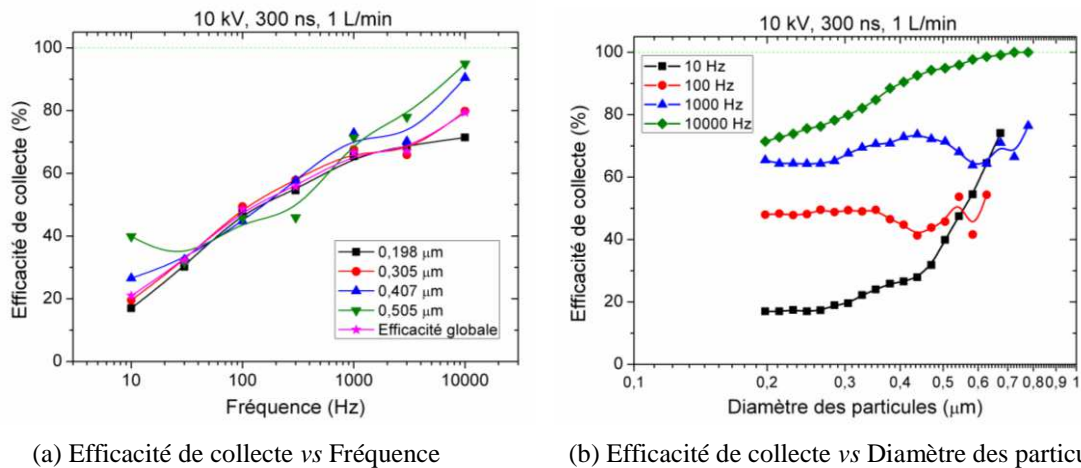 10 kV, 300 ns, 1 L/min
100
80
60
40
20
0
Efficacité de collecte (%)
0,198 μm
0,305 μm
0,407 μm
0,505 μm
Efficacité globale
10
100
1000
10000
Fréquence (Hz)
(a) Efficacité de collecte vs Fréquence
10 kV, 300 ns, 1 L/min
100
80
60
40
20
0
Efficacité de collecte (%)
10 Hz
100 Hz
1000 Hz
10000 Hz
0,1
0,2
0,3
0,4
0,5
0,6
0,7
0,8
0,9
1
Diamètre des particules (μm)
(b) Efficacité de collecte vs Diamètre des particu